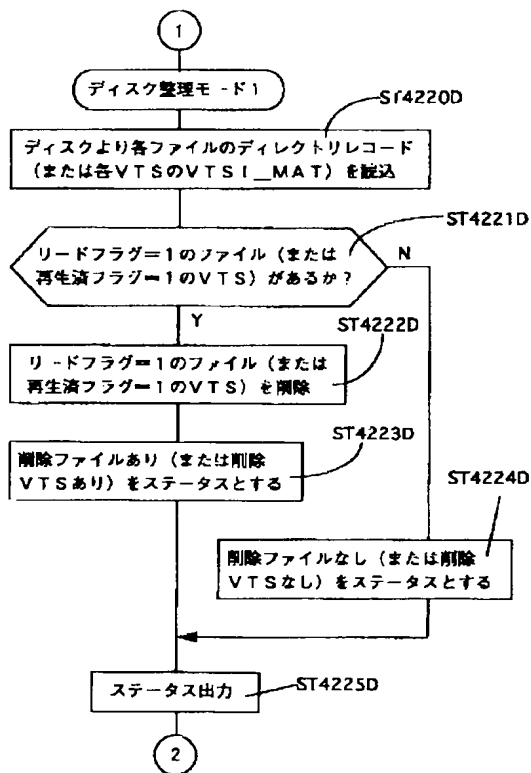 1
ディスク整理モード1
ST4220D
ディスクより各ファイルのディレクトリレコード
(または各VTSのVTSI_MAT)を読込
ST4221D
リードフラグ=1のファイル(または
再生済フラグ=1のVTS)があるか?
N
Y
ST4222D
リードフラグ=1のファイル(または
再生済フラグ=1のVTS)を削除
ST4223D
削除ファイルあり(または削除
VTSあり)をステータスとする
ST4224D
削除ファイルなし(または削除
VTSなし)をステータスとする
ステータス出力
ST4225D
2